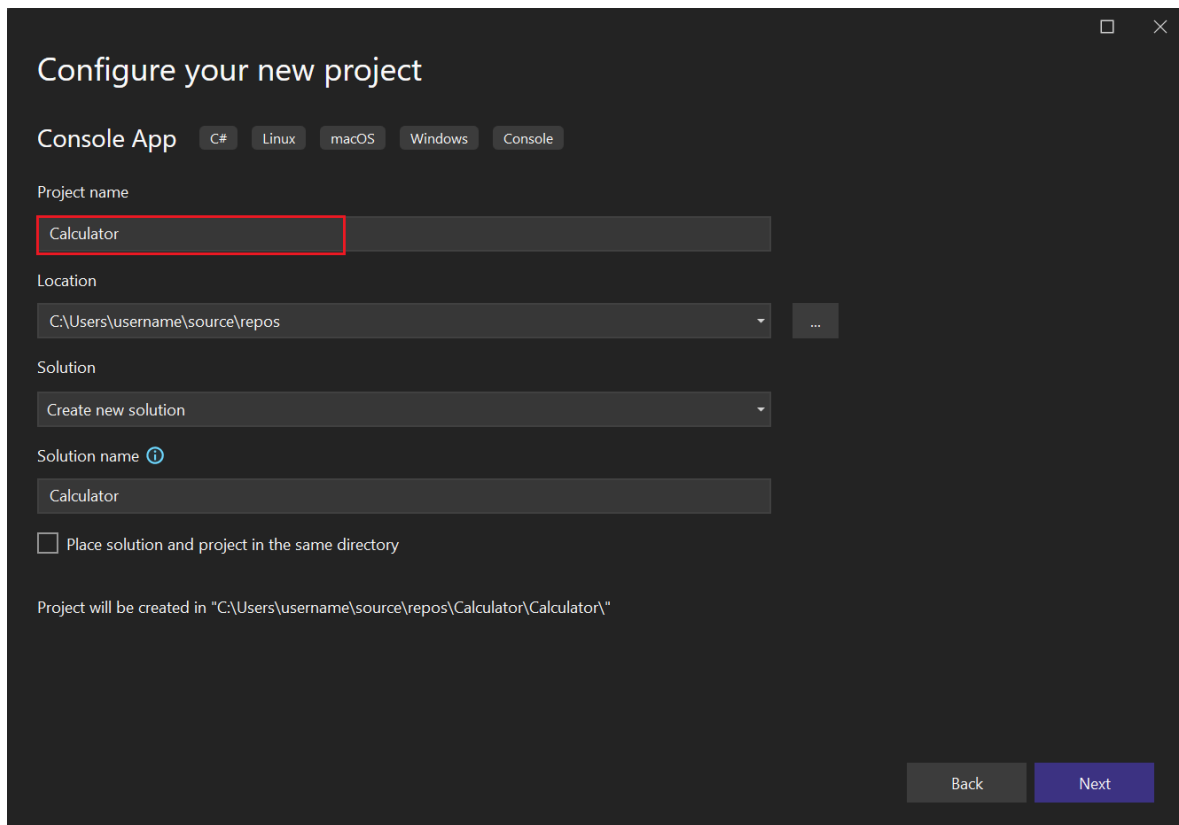 Configure your new project
Console App C# Linux macOS Windows Console
Project name
Calculator
Location
C:\Users\username\source\repos
...
Solution
Create new solution
Solution name
Calculator
Place solution and project in the same directory
Project will be created in "C:\Users\username\source\repos\Calculator\Calculator\"
Back Next